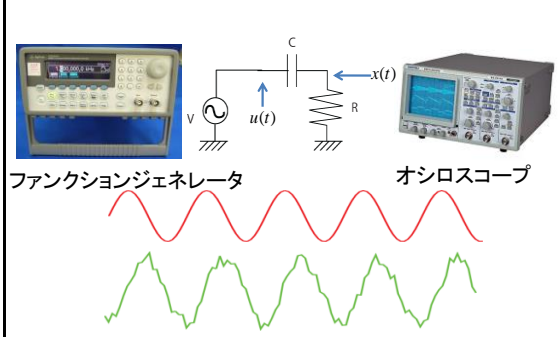 C
x(t)
V
u(t)
R
ファンクションジェネレータ
オシロスコープ